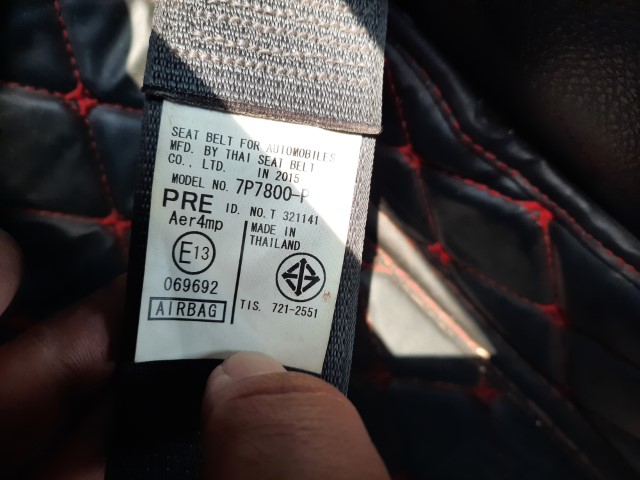 SEAT BELT FOR AUTOMOBILES
MFD. BY THAI SEAT BELT
CO., LTD. IN 2015
MODEL NO. 7P7800-P
PRE ID. NO. T 321141
Aer4mp
MADE IN
THAILAND
E13
069692
AIRBAG
TIS. 721-2551